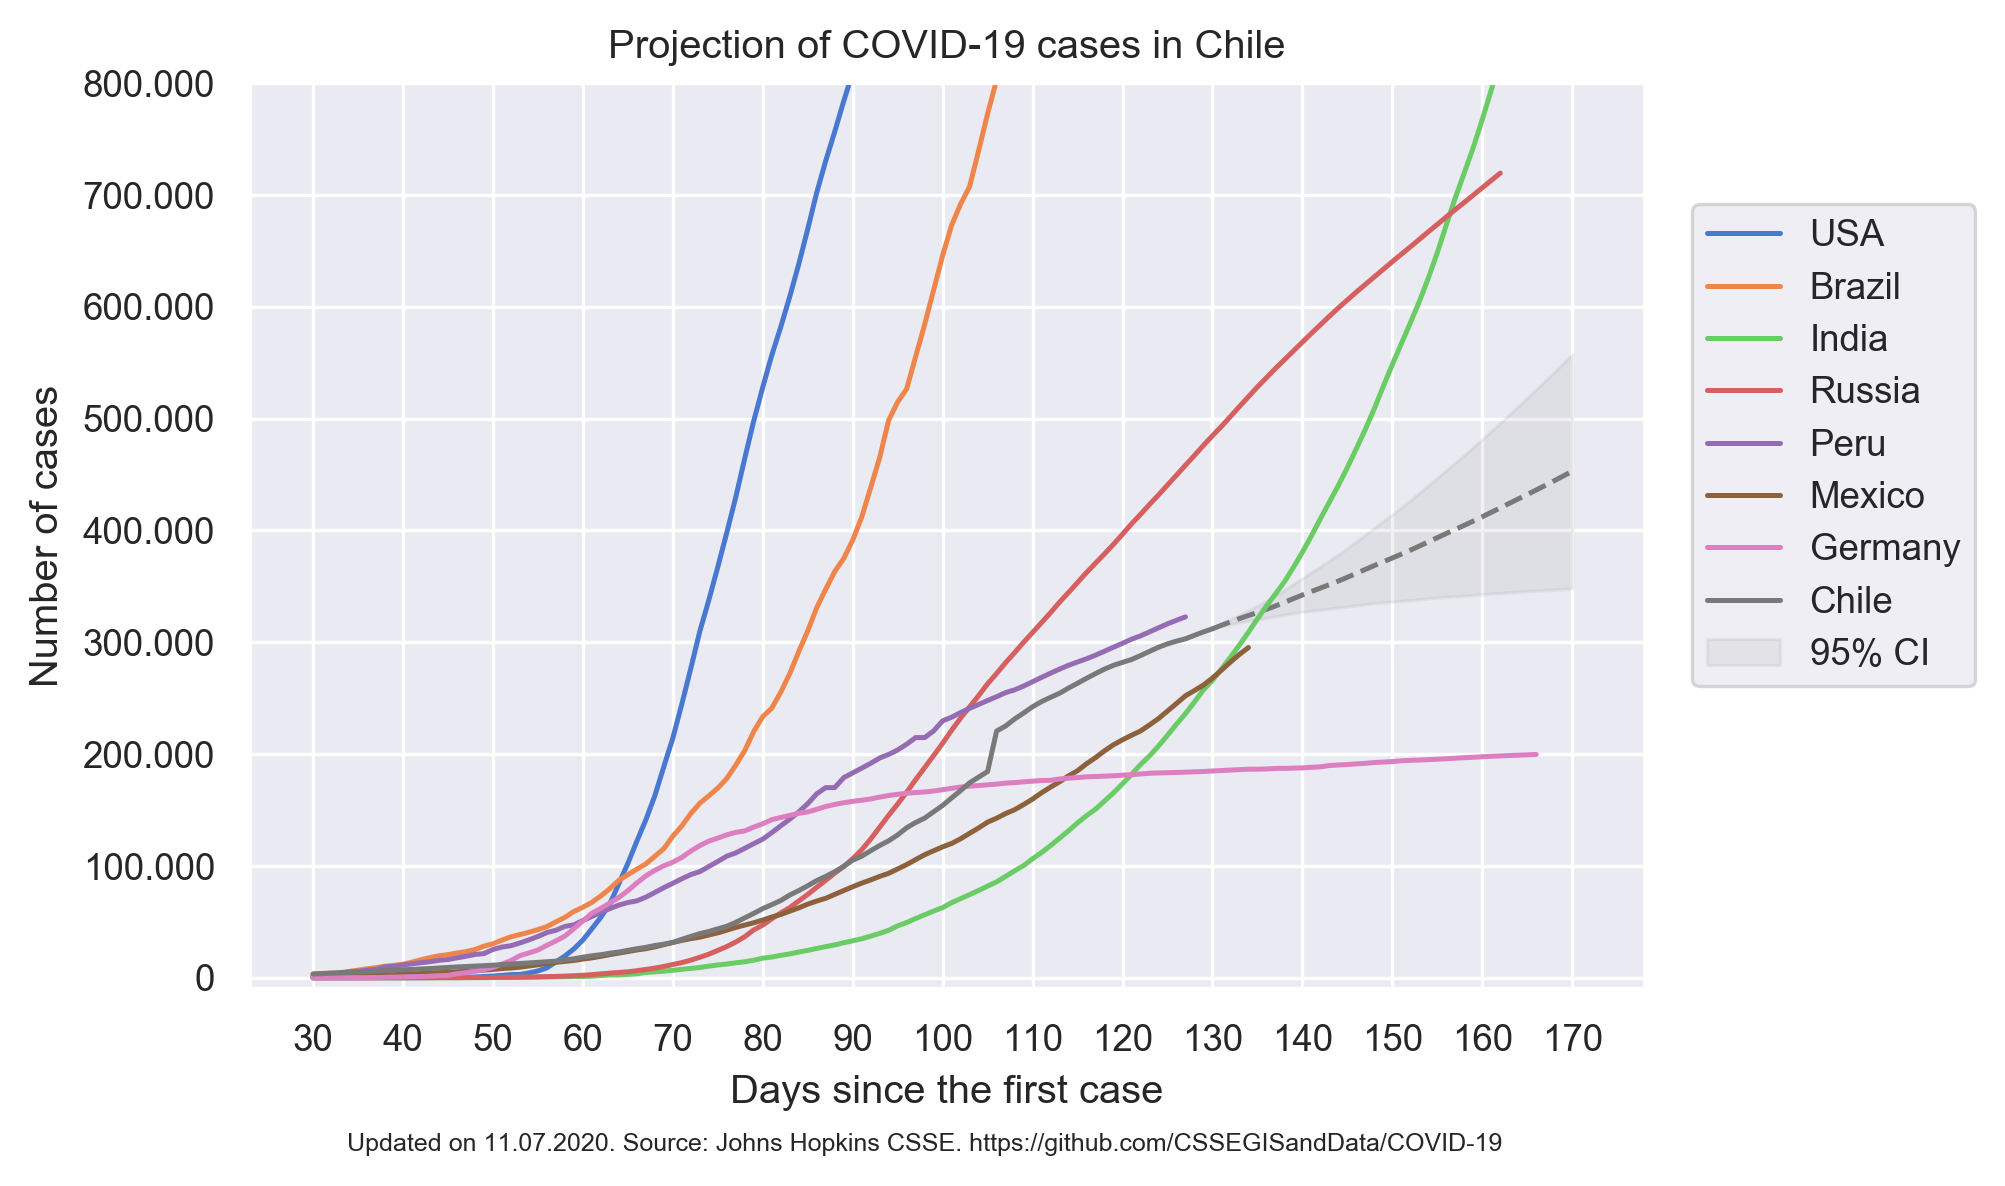 Projection of COVID-19 cases in Chile
800.000
700.000
600.000
500.000
400.000
300.000
200.000
100.000
0
Number of cases
30 40 50 60 70 80 90 100 110 120 130 140 150 160 170
Days since the first case
USA
Brazil
India
Russia
Peru
Mexico
Germany
Chile
95% CI
Updated on 11.07.2020. Source: Johns Hopkins CSSE. https://github.com/CSSEGISandData/COVID-19